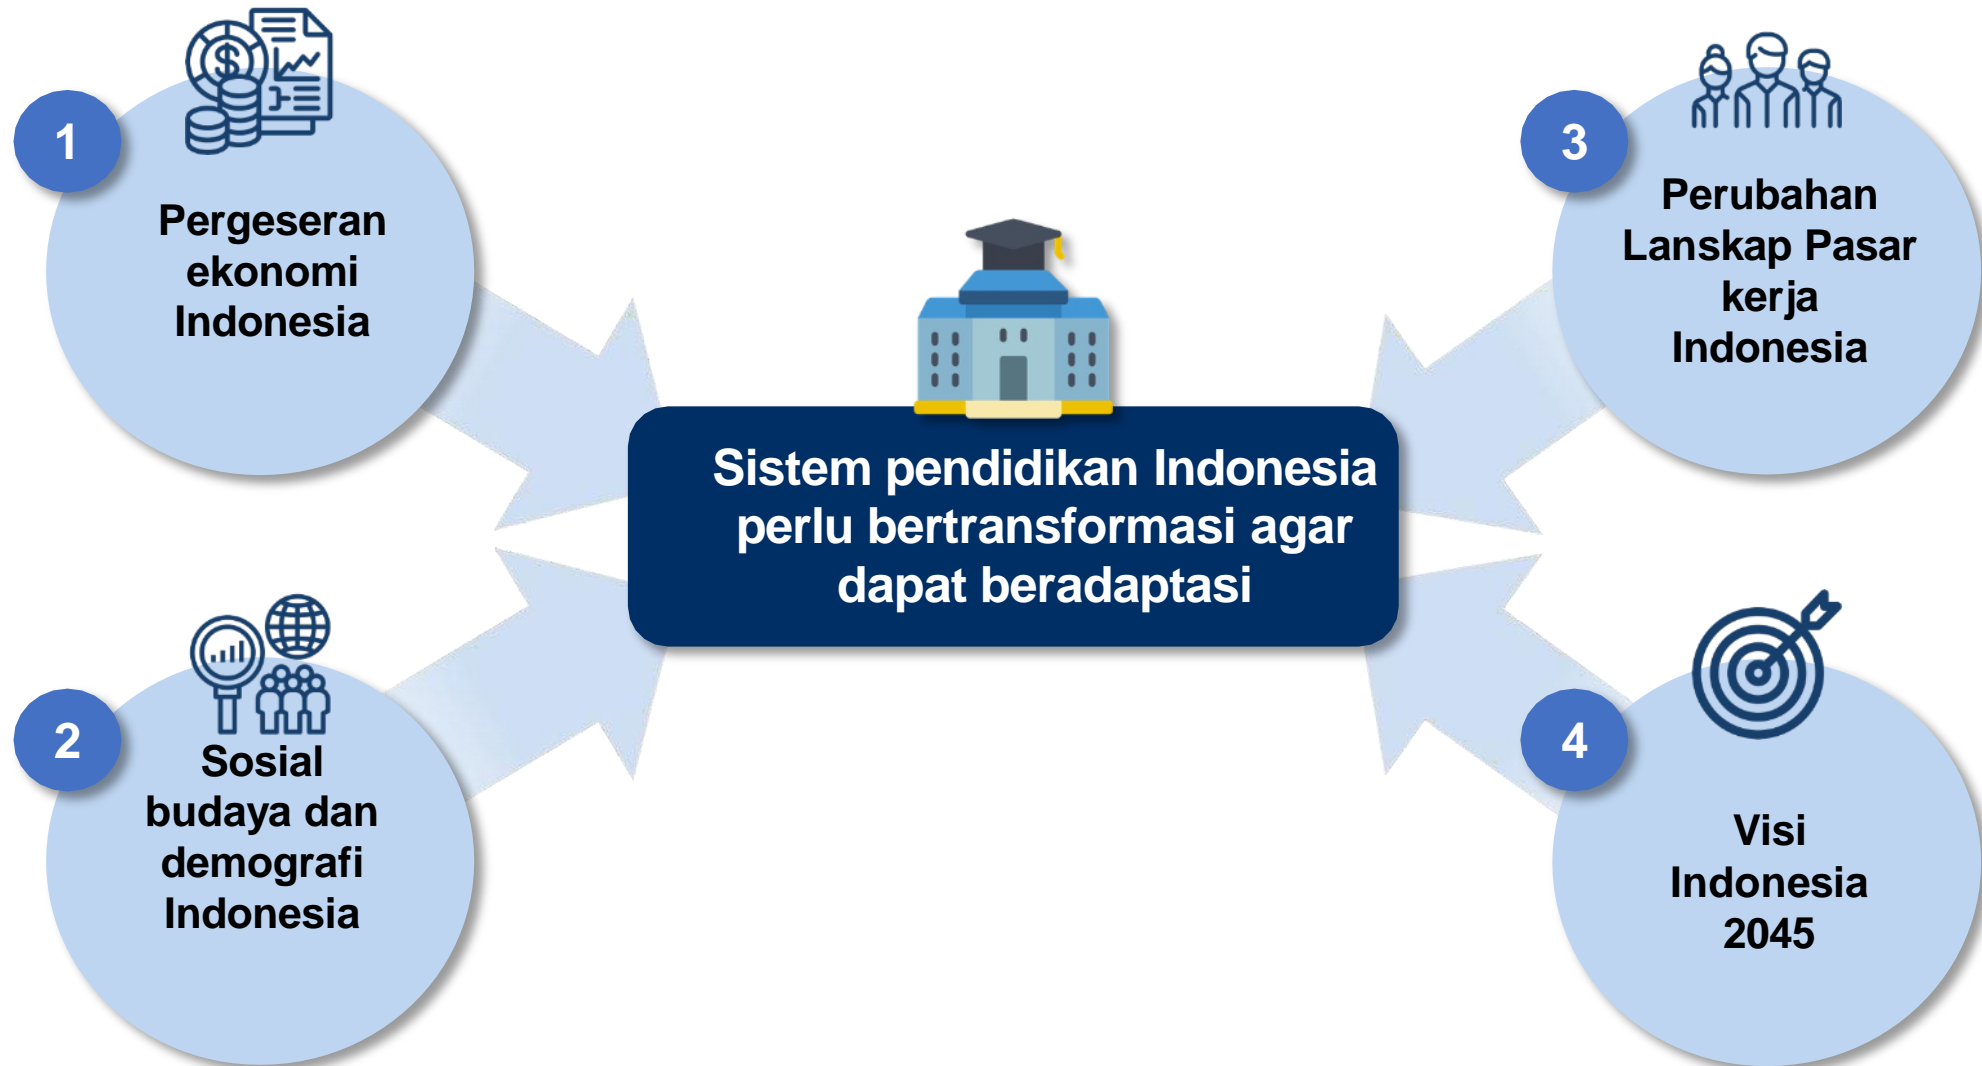 1
Pergeseran
ekonomi
Indonesia
2
Sosial
budaya dan
demografi
Indonesia
Sistem pendidikan Indonesia
perlu bertransformasi agar
dapat beradaptasi
3
Perubahan
Lanskap Pasar
kerja
Indonesia
4
Visi
Indonesia
2045